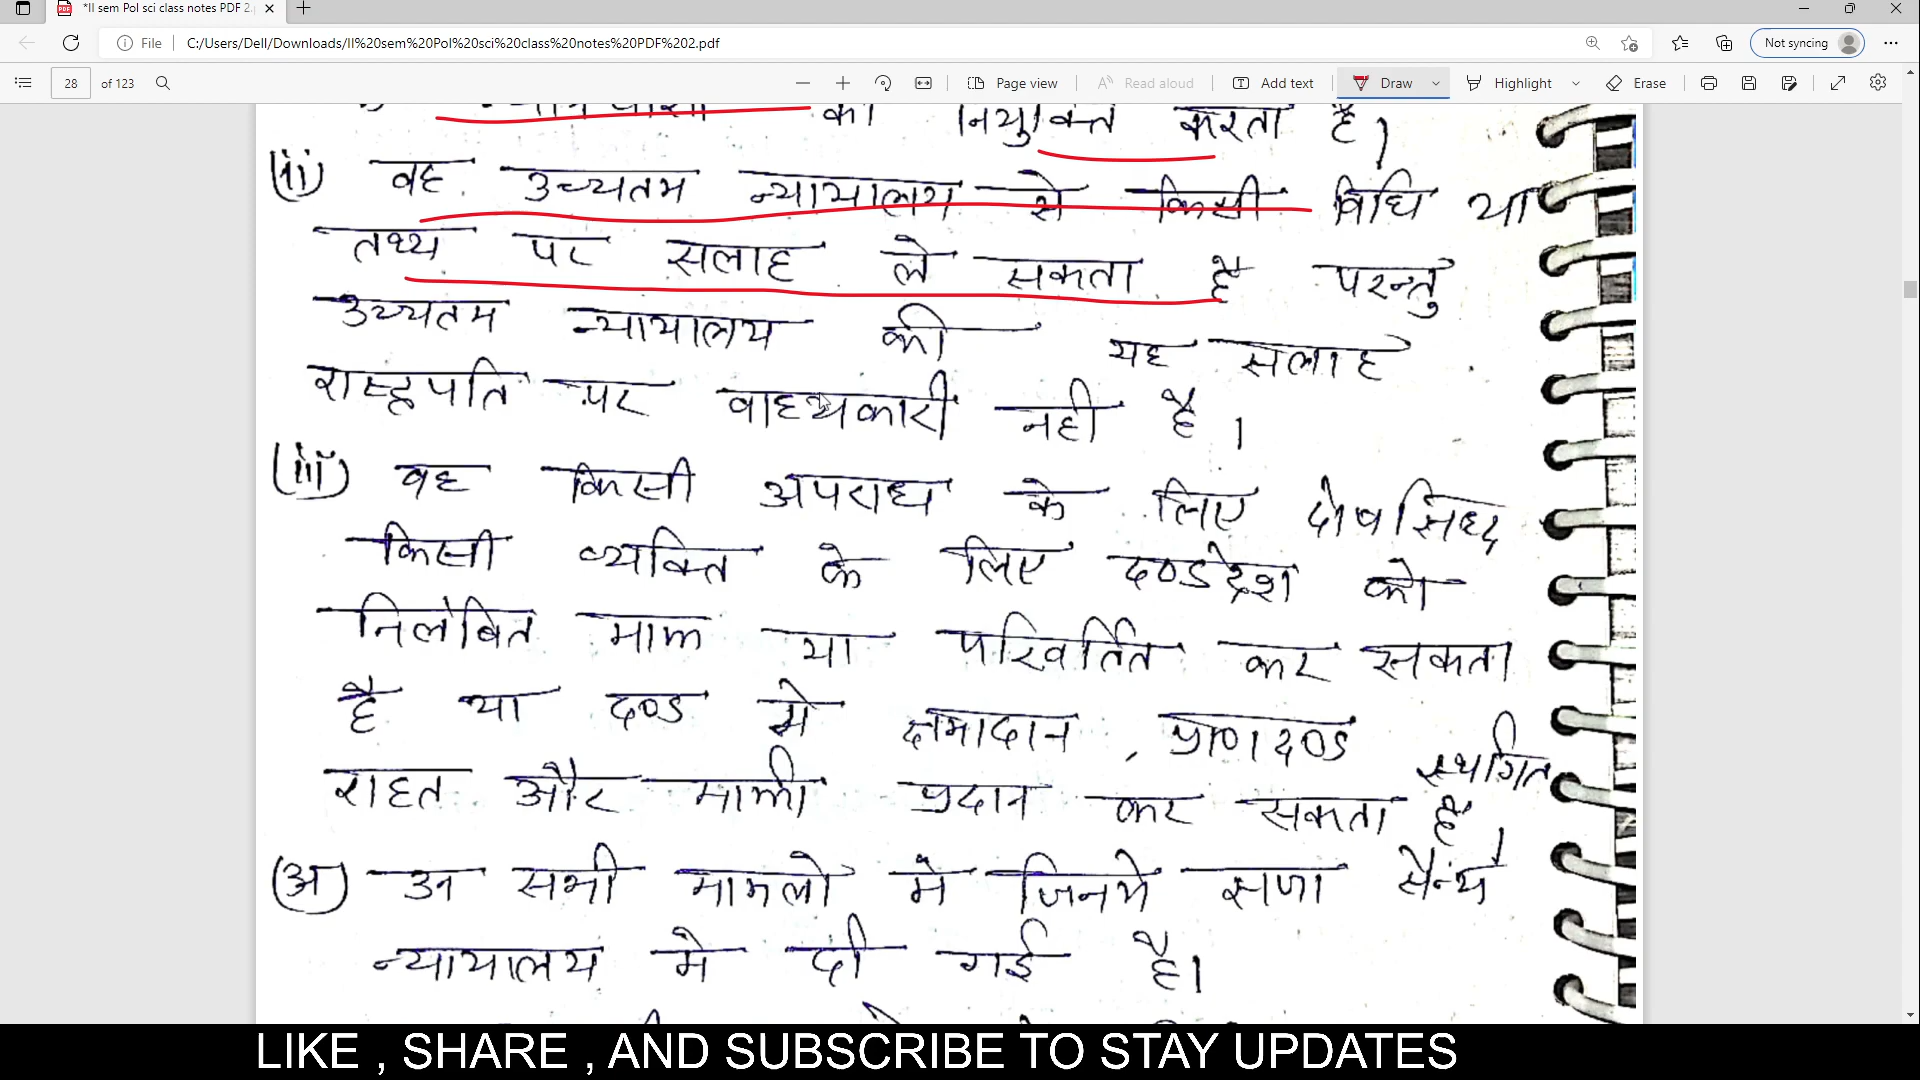 *II sem Pol sci class notes PDF 2.p
File C:/Users/Dell/Downloads/II%20sem%20Pol%20sci%20class%20notes%20PDF%202.pdf Not syncing
28 of 123 Page view Read aloud Add text Draw Highlight Erase
की नियुक्ति करता है।
(ii) वह उच्यतम न्यायालय से किसी विधि या
तथ्य पर सलाह ले सकता है परन्तु
उच्यतम न्यायालय की यह सलाह
राष्ट्रपति पर वाध्यकारी नही है।
(iii) वह किसी अपराध के लिए दोषसिध्द
किसी व्यक्ति के लिए दण्डदेश को
निलंबित माफ या परिवर्तित कर सकता
है या दण्ड मे क्षमादान, प्राणदण्ड स्थगित
राहत और माफी प्रदान कर सकता है।
(अ) उन सभी मामलो मे जिनमे सजा सैन्य
न्यायालय मे दी गई है।
LIKE , SHARE , AND SUBSCRIBE TO STAY UPDATES